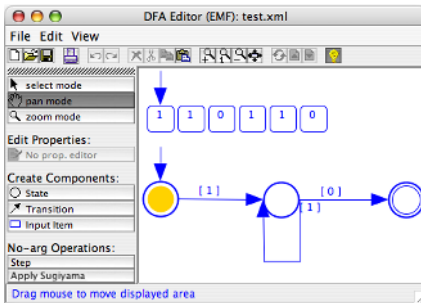 DFA Editor (EMF): test.xml
File Edit View
select mode
pan mode
zoom mode
Edit Properties:
No prop. editor
Create Components:
State
Transition
Input Item
No-arg Operations:
Step
Apply Sugiyama
1 1 0 1 1 0
[ 1 ]
[ 0 ]
[ 1 ]
Drag mouse to move displayed area